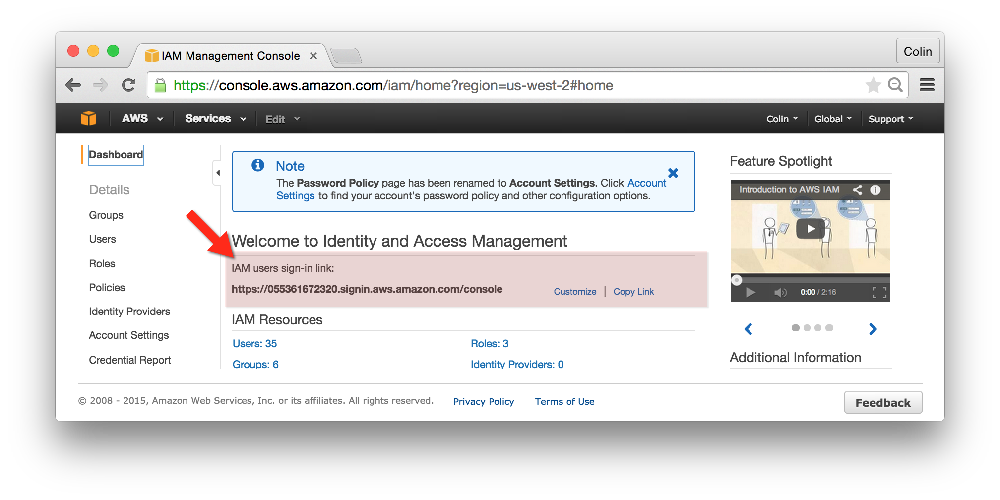 IAM Management Console
Colin
https://console.aws.amazon.com/iam/home?region=us-west-2#home
AWS
Services
Edit
Colin
Global
Support
Dashboard
Details
Groups
Users
Roles
Policies
Identity Providers
Account Settings
Credential Report
Note
The Password Policy page has been renamed to Account Settings. Click Account
Settings to find your account's password policy and other configuration options.
Welcome to Identity and Access Management
IAM users sign-in link:
https://055361672320.signin.aws.amazon.com/console
Customize | Copy Link
IAM Resources
Users: 35
Roles: 3
Groups: 6
Identity Providers: 0
Feature Spotlight
Introduction to AWS IAM
0:00 / 2:16
Additional Information
© 2008 - 2015, Amazon Web Services, Inc. or its affiliates. All rights reserved.
Privacy Policy
Terms of Use
Feedback